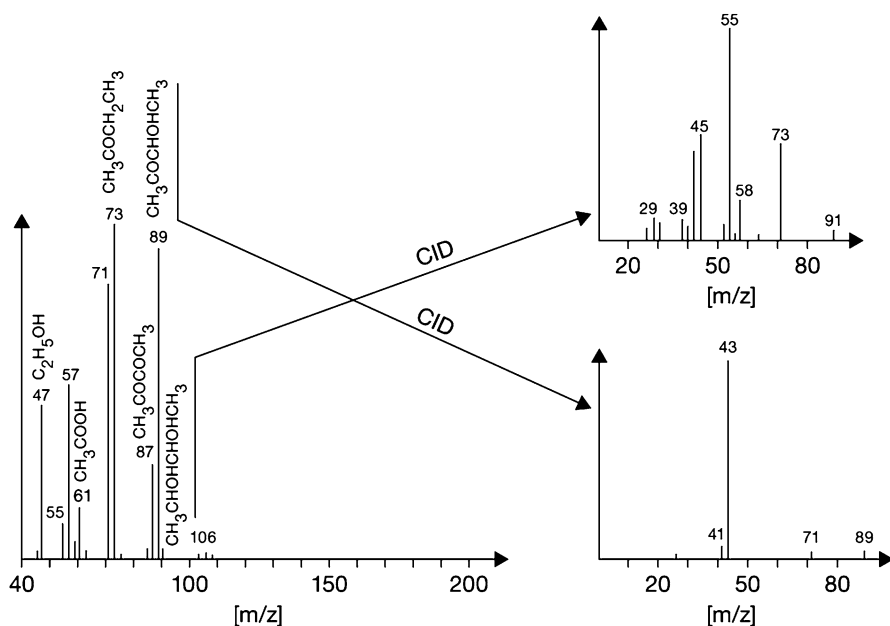 CH₃COCH₂CH₃
CH₃COCHOHCH₃
73
89
71
C₂H₅OH
47
57
CH₃COOH
61
55
CH₃COCOCH₃
87
CH₃CHOHCHOHCH₃
106
40
100
150
200
[m/z]
CID
CID
55
45
73
58
29
39
91
20
50
80
[m/z]
43
41
71
89
20
50
80
[m/z]